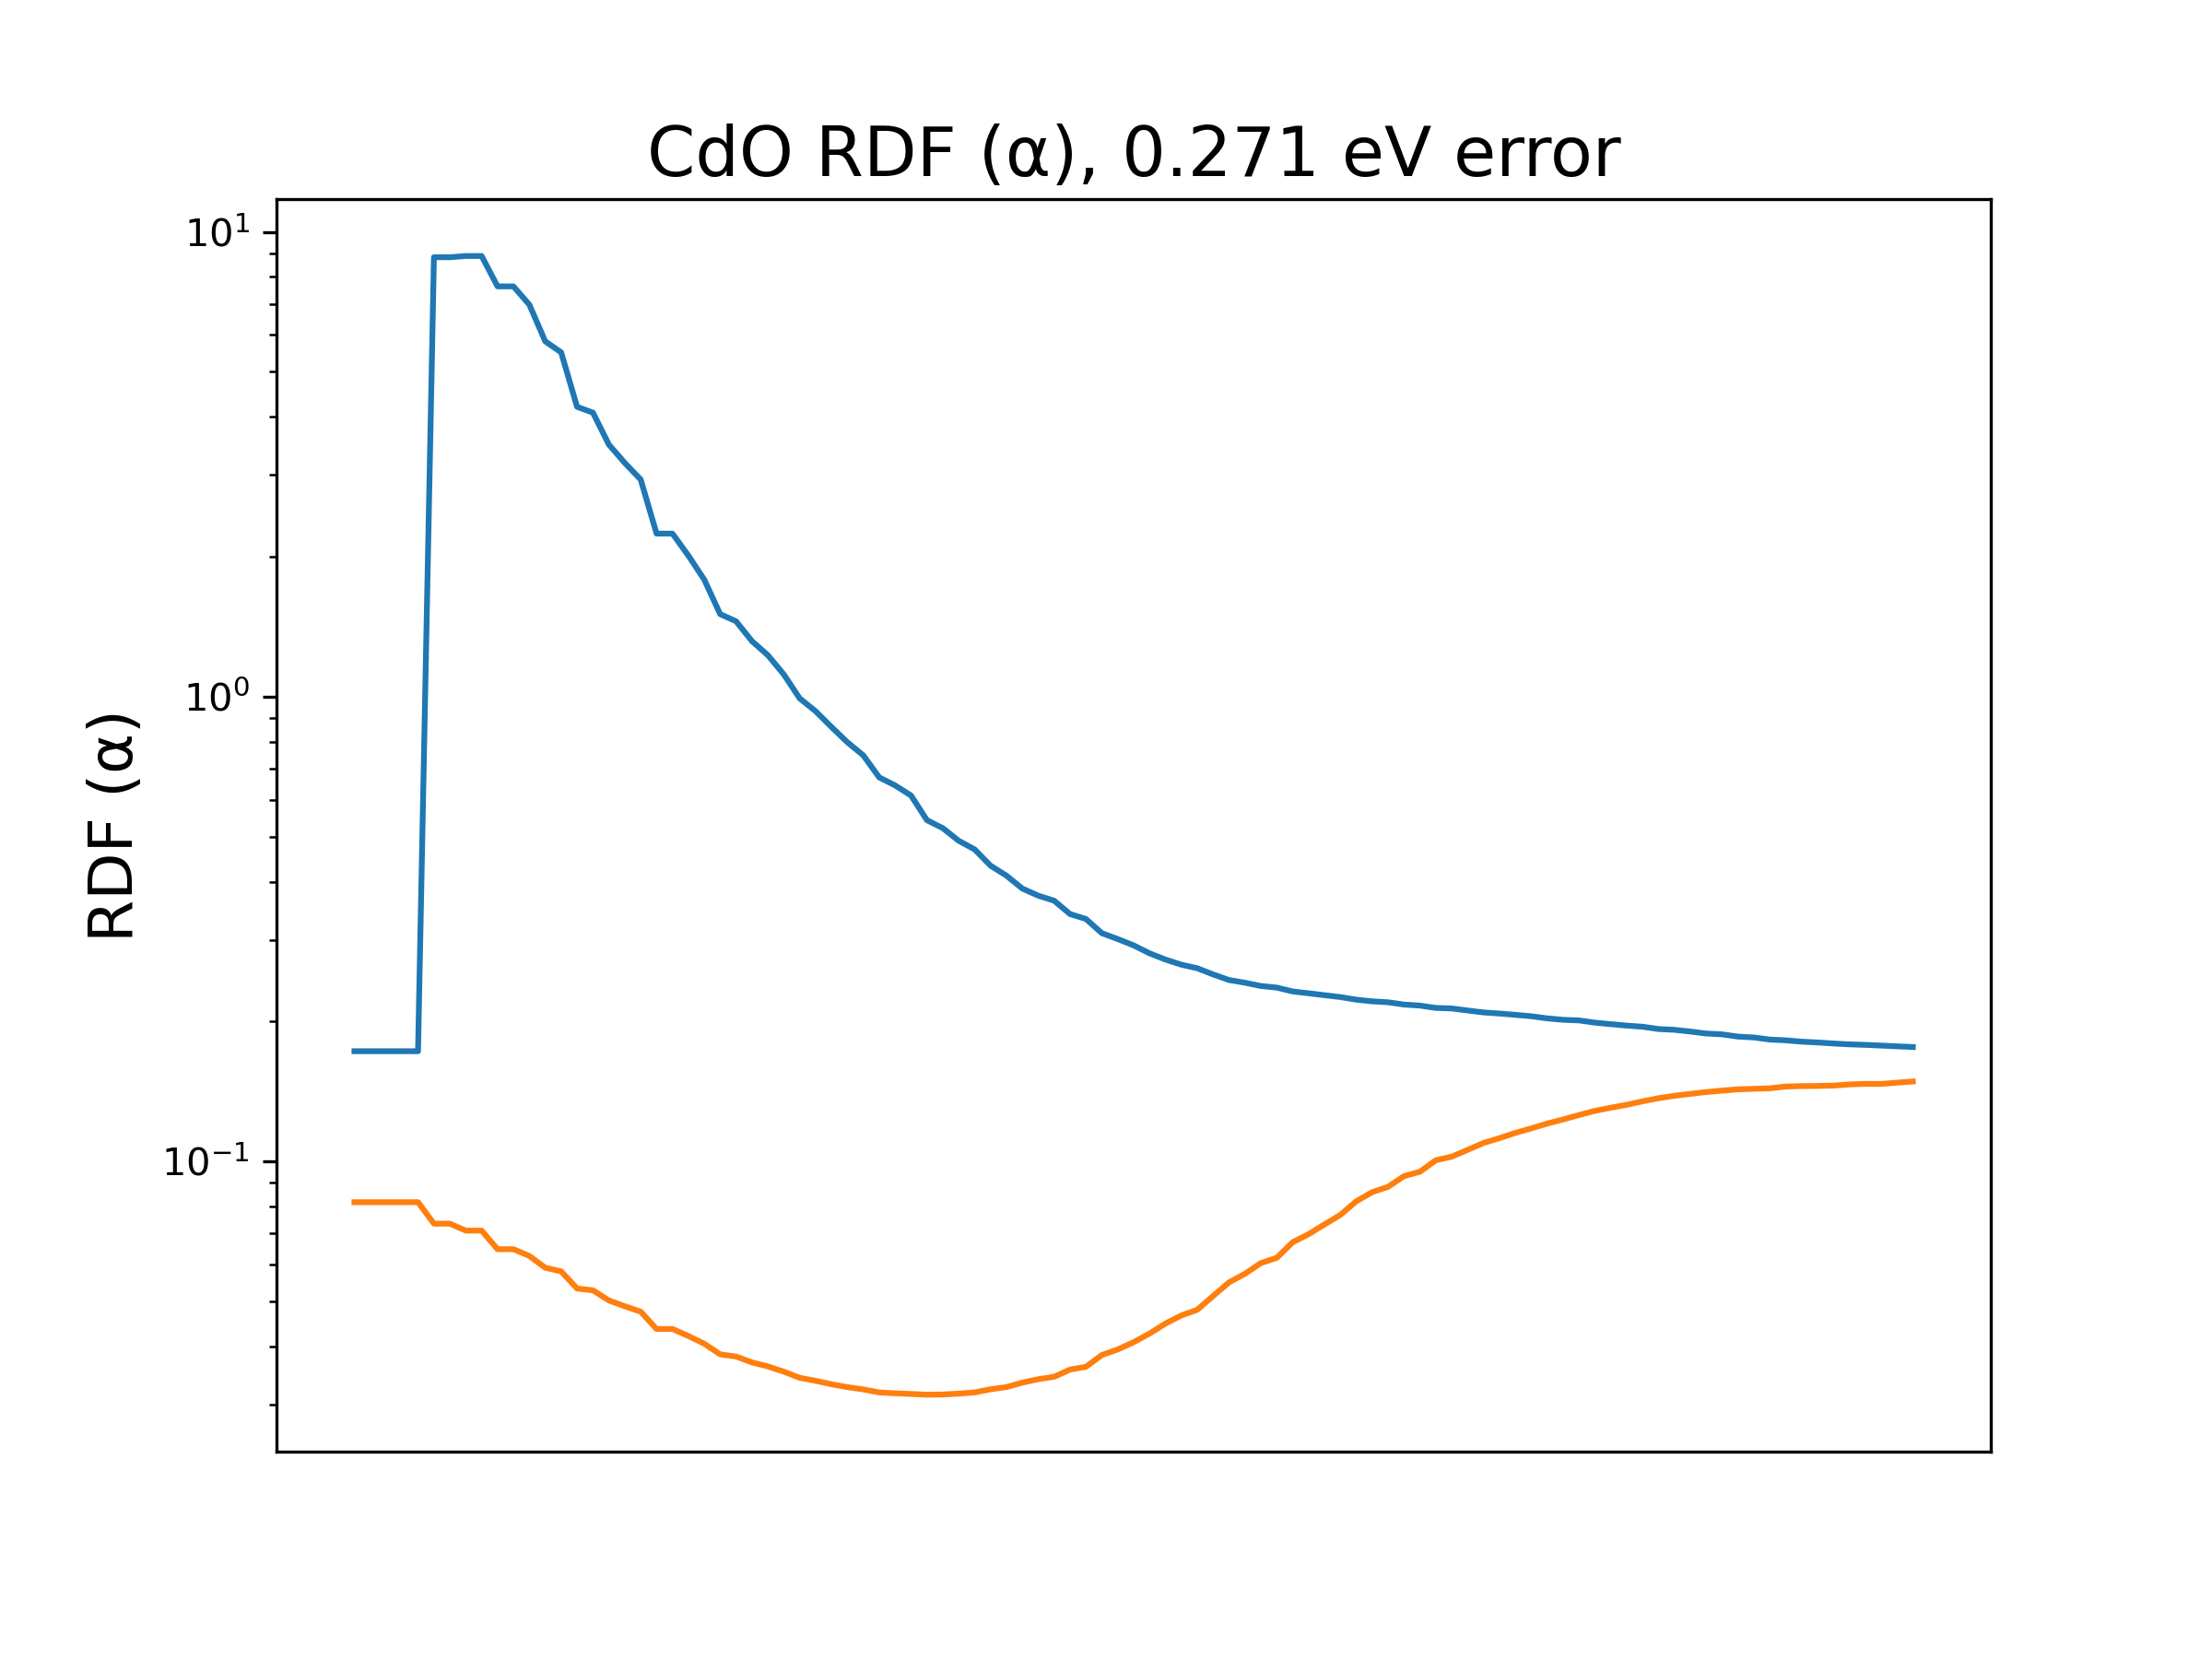 CdO RDF (α), 0.271 eV error
10¹
10⁰
10⁻¹
RDF (α)